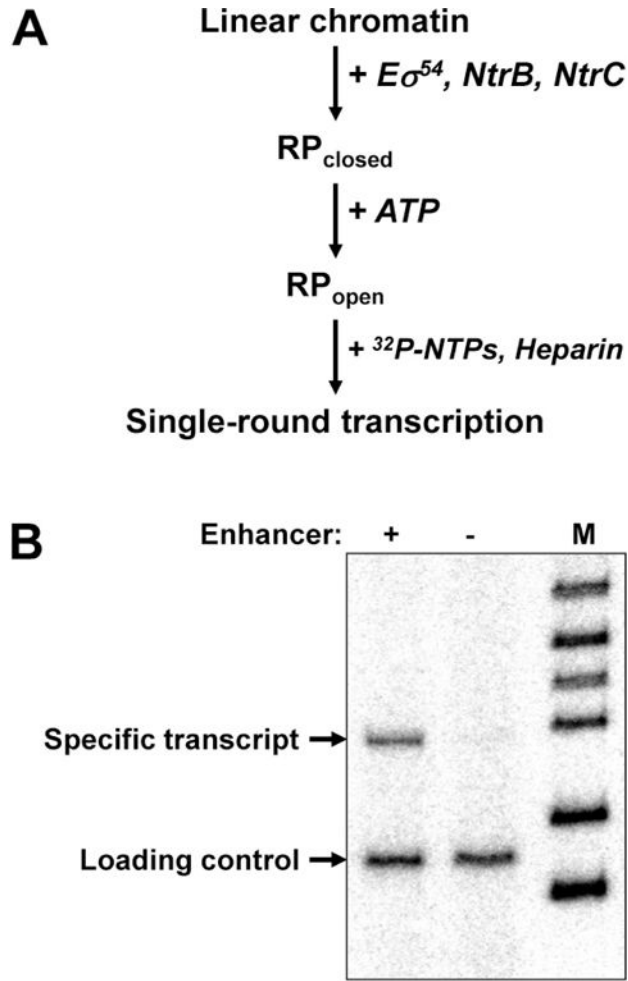 A
Linear chromatin
+ Eσ⁵⁴, NtrB, NtrC
RPclosed
+ ATP
RPopen
+ ³²P-NTPs, Heparin
Single-round transcription
B
Enhancer: + - M
Specific transcript
Loading control